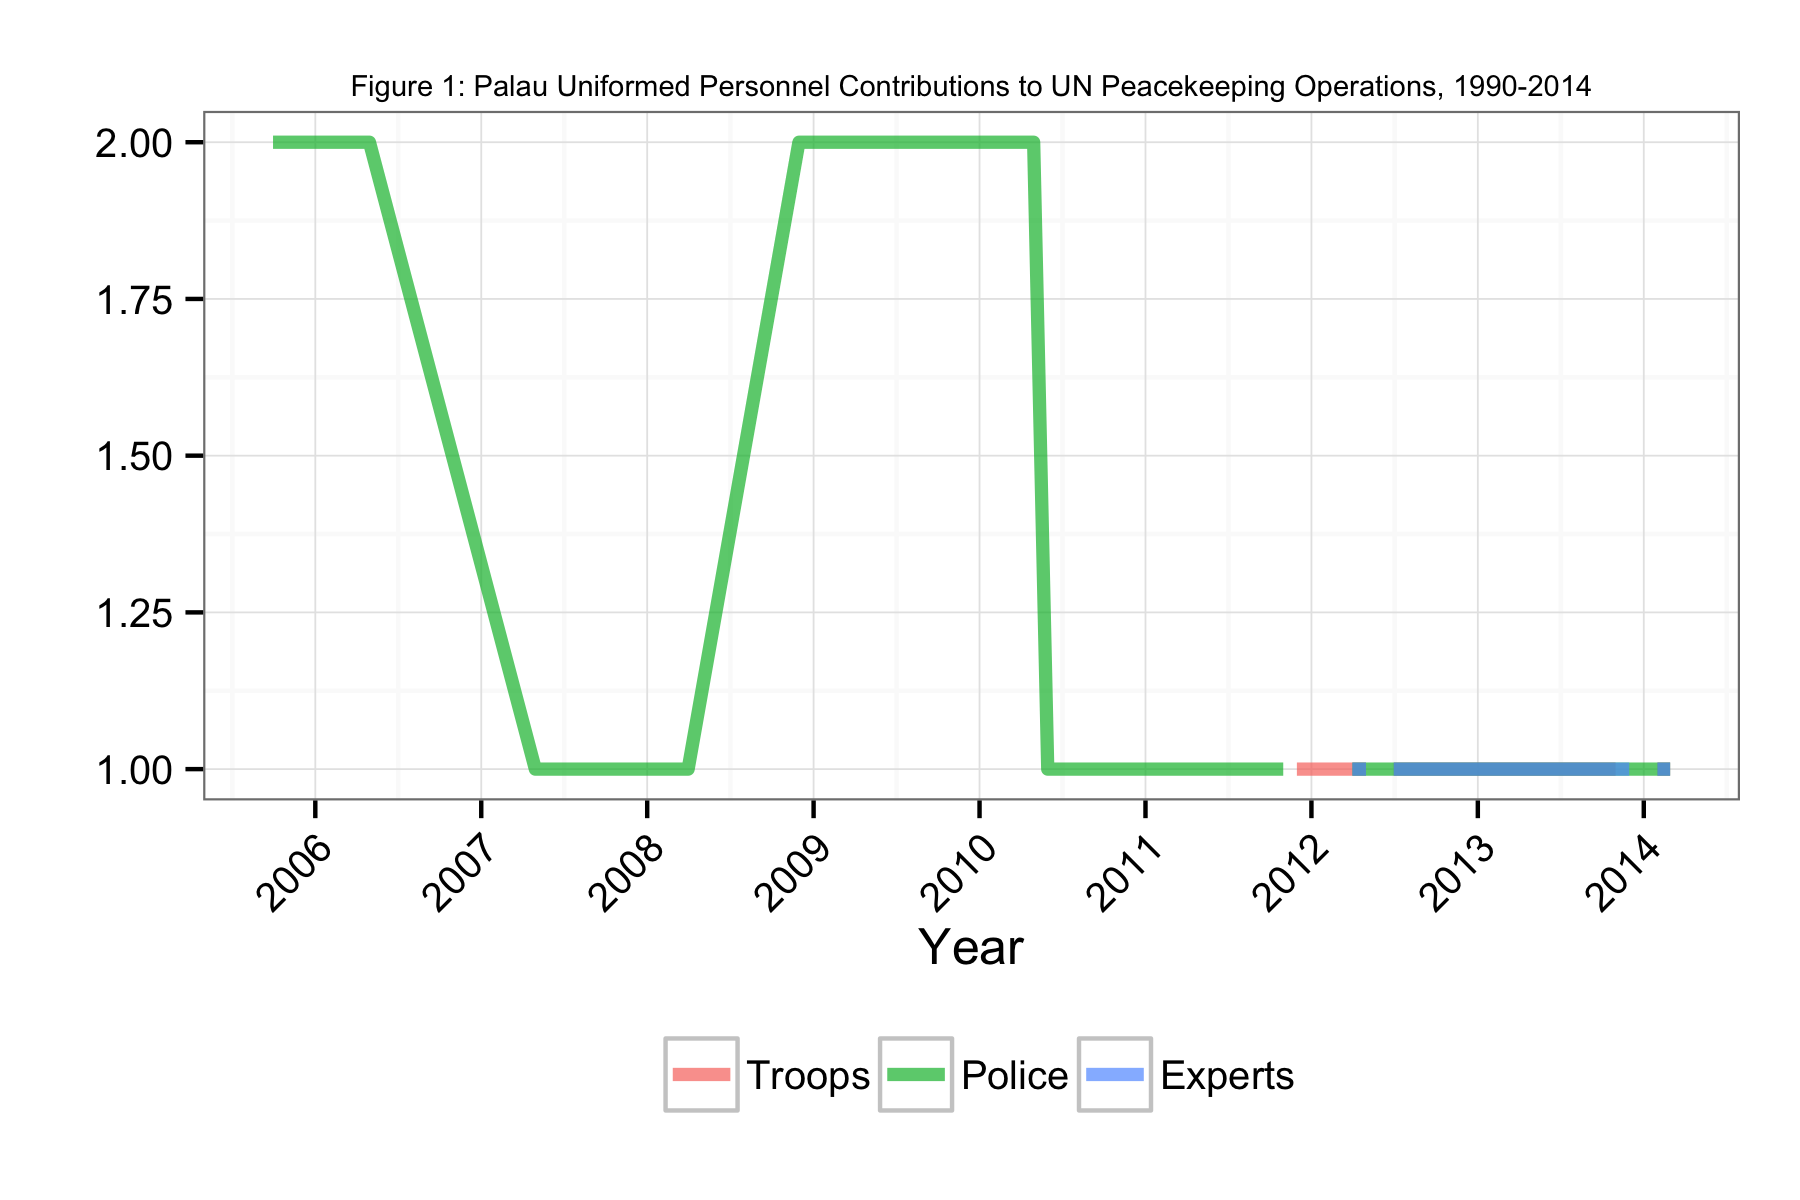 Figure 1: Palau Uniformed Personnel Contributions to UN Peacekeeping Operations, 1990-2014
2.00
1.75
1.50
1.25
1.00
2006 2007 2008 2009 2010 2011 2012 2013 2014
Year
Troops Police Experts